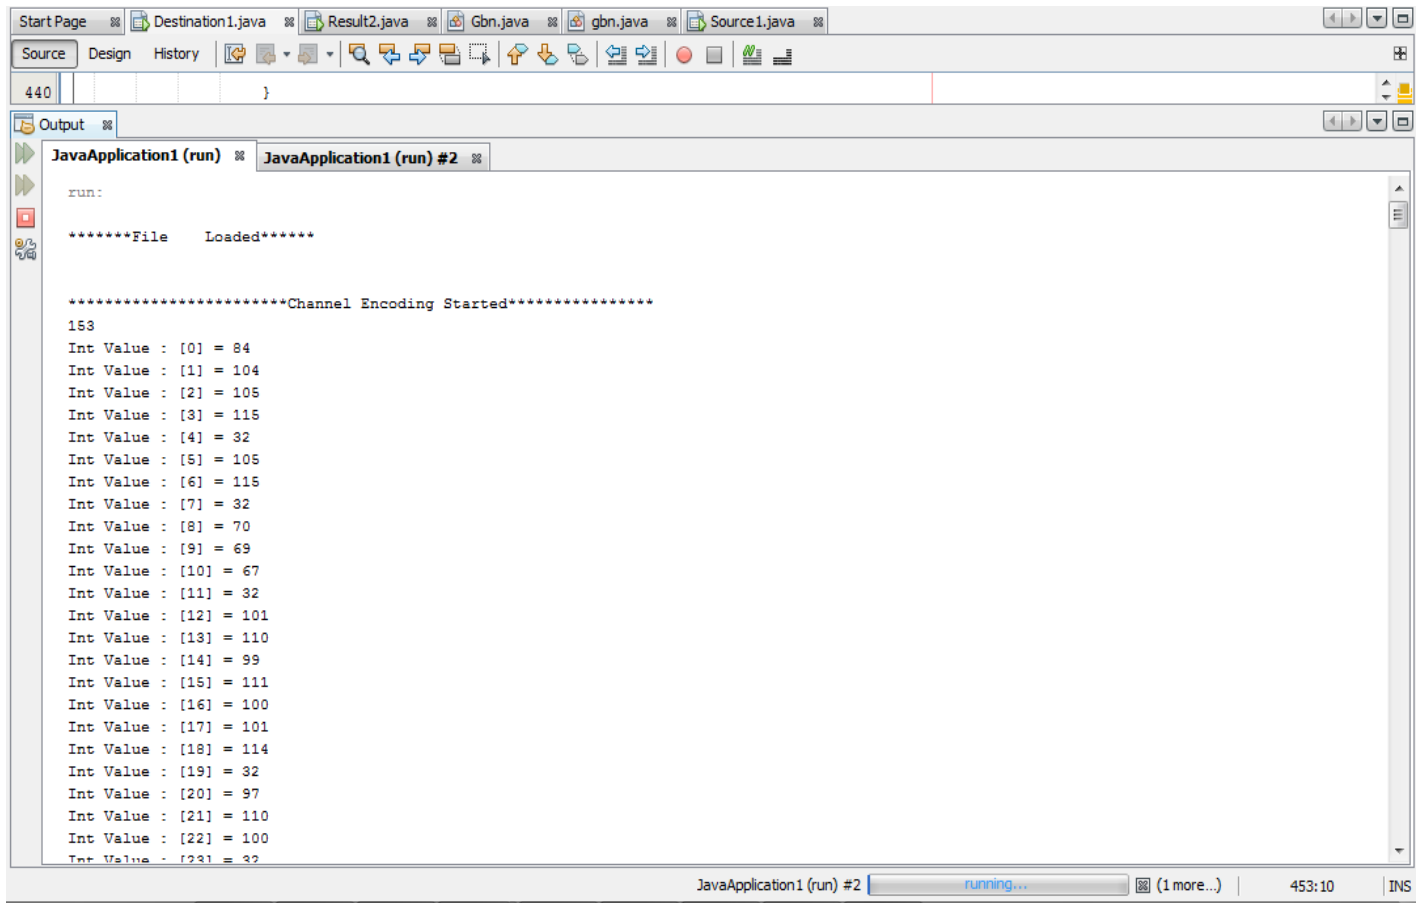 Start Page Destination1.java Result2.java Gbn.java gbn.java Source1.java
Source Design History
440 }
Output
JavaApplication1 (run) JavaApplication1 (run) #2
run:
*******File    Loaded******
************************Channel Encoding Started****************
153
Int Value : [0] = 84
Int Value : [1] = 104
Int Value : [2] = 105
Int Value : [3] = 115
Int Value : [4] = 32
Int Value : [5] = 105
Int Value : [6] = 115
Int Value : [7] = 32
Int Value : [8] = 70
Int Value : [9] = 69
Int Value : [10] = 67
Int Value : [11] = 32
Int Value : [12] = 101
Int Value : [13] = 110
Int Value : [14] = 99
Int Value : [15] = 111
Int Value : [16] = 100
Int Value : [17] = 101
Int Value : [18] = 114
Int Value : [19] = 32
Int Value : [20] = 97
Int Value : [21] = 110
Int Value : [22] = 100
Int Value : [23] = 32
JavaApplication1 (run) #2 running... (1 more...) 453:10 INS